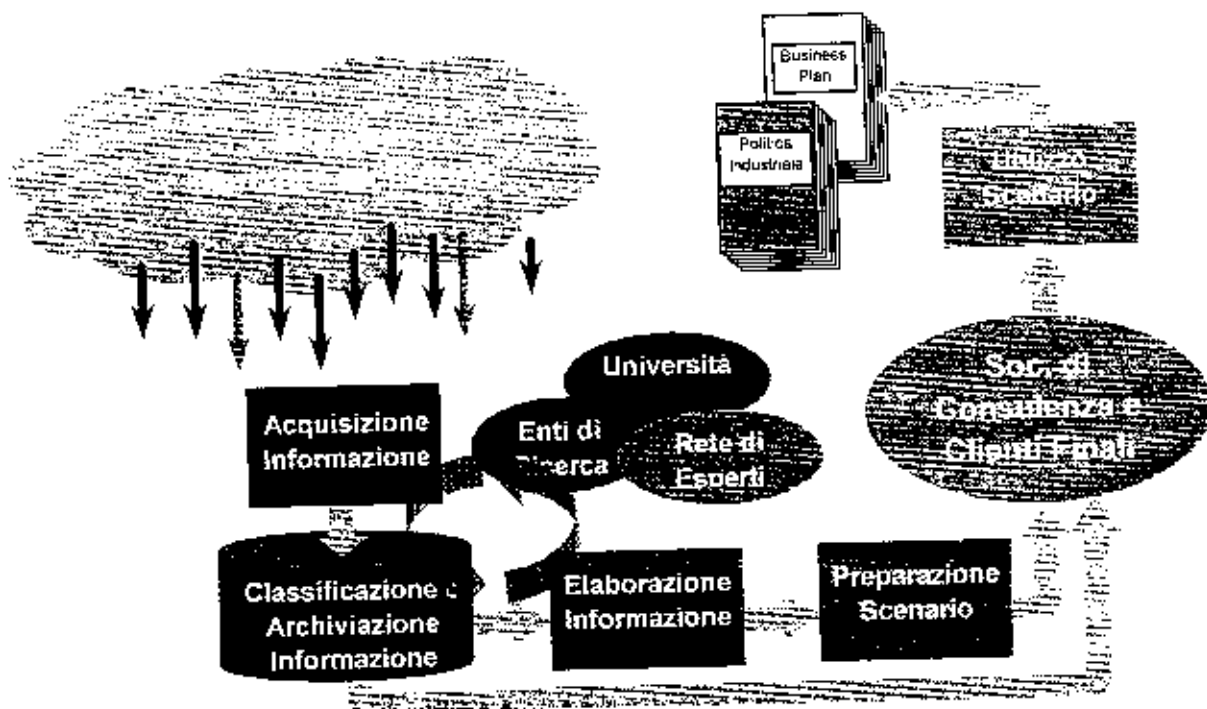 Business
Plan
Politica
Industriale
Utilizzo
Scenario
Università
Acquisizione
Informazione
Enti di
Ricerca
Rete di
Esperti
Soc. di
Consulenza e
Clienti Finali
Classificazione e
Archiviazione
Informazione
Elaborazione
Informazione
Preparazione
Scenario